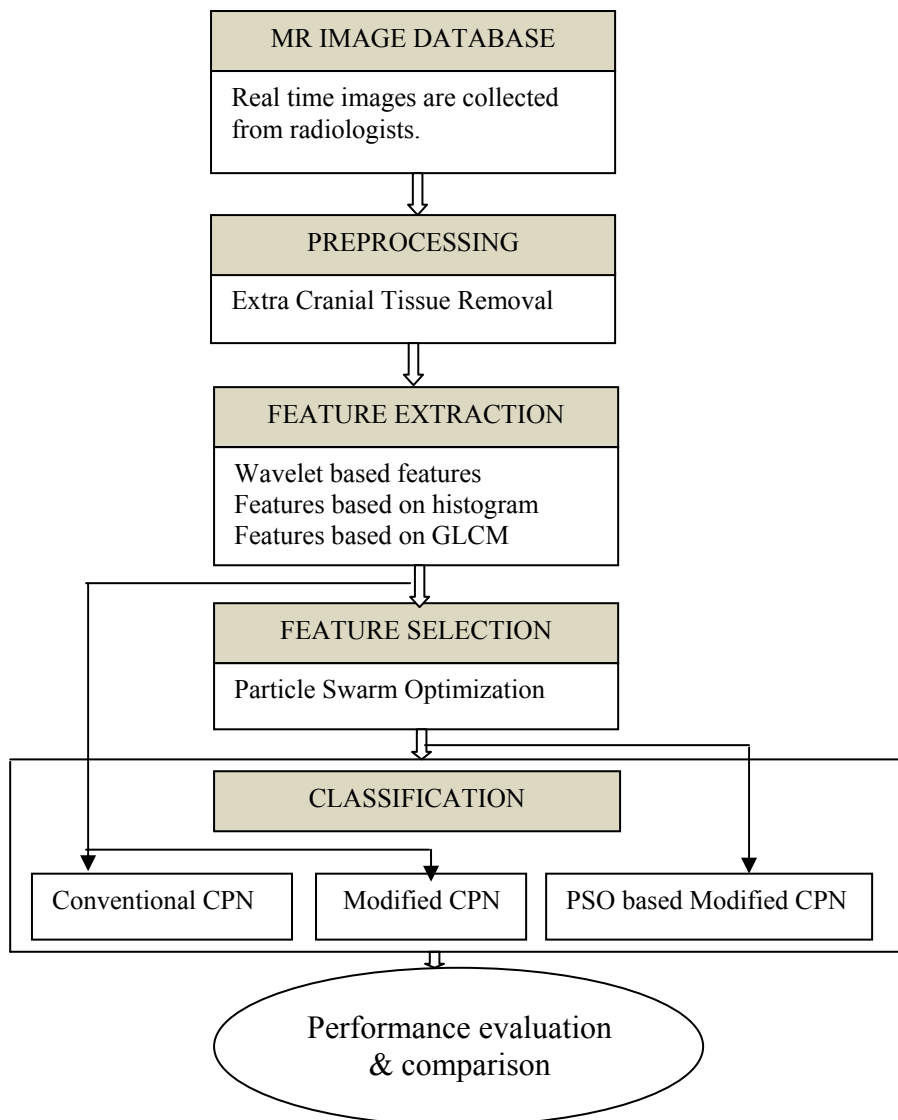 MR IMAGE DATABASE
Real time images are collected
from radiologists.
PREPROCESSING
Extra Cranial Tissue Removal
FEATURE EXTRACTION
Wavelet based features
Features based on histogram
Features based on GLCM
FEATURE SELECTION
Particle Swarm Optimization
CLASSIFICATION
Conventional CPN
Modified CPN
PSO based Modified CPN
Performance evaluation
& comparison